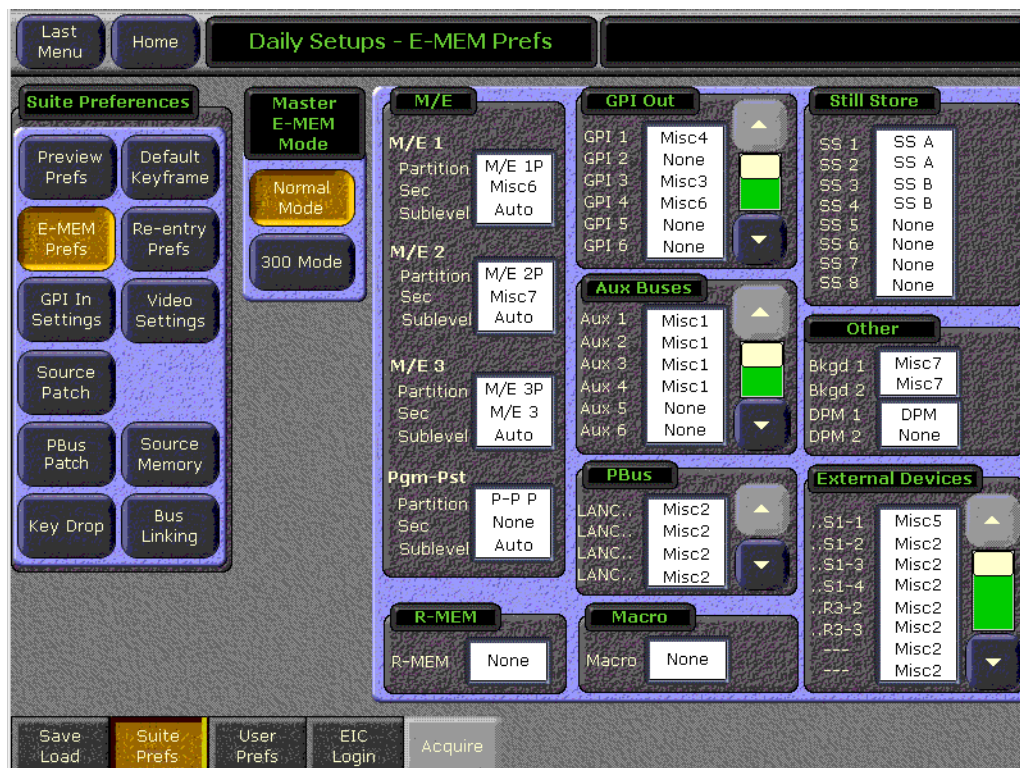 Last Menu
Home
Daily Setups - E-MEM Prefs
Suite Preferences
Preview Prefs
Default Keyframe
E-MEM Prefs
Re-entry Prefs
GPI In Settings
Video Settings
Source Patch
PBus Patch
Source Memory
Key Drop
Bus Linking
Master E-MEM Mode
Normal Mode
300 Mode
M/E
M/E 1
Partition M/E 1P
Sec Misc6
Sublevel Auto
M/E 2
Partition M/E 2P
Sec Misc7
Sublevel Auto
M/E 3
Partition M/E 3P
Sec M/E 3
Sublevel Auto
Pgm-Pst
Partition P-P P
Sec None
Sublevel Auto
R-MEM
R-MEM None
GPI Out
GPI 1 Misc4
GPI 2 None
GPI 3 Misc3
GPI 4 Misc6
GPI 5 None
GPI 6 None
Aux Buses
Aux 1 Misc1
Aux 2 Misc1
Aux 3 Misc1
Aux 4 Misc1
Aux 5 None
Aux 6 None
PBus
LANC.. Misc2
LANC.. Misc2
LANC.. Misc2
LANC.. Misc2
Macro
Macro None
Still Store
SS 1 SS A
SS 2 SS A
SS 3 SS B
SS 4 SS B
SS 5 None
SS 6 None
SS 7 None
SS 8 None
Other
Bkgd 1 Misc7
Bkgd 2 Misc7
DPM 1 DPM
DPM 2 None
External Devices
..S1-1 Misc5
..S1-2 Misc2
..S1-3 Misc2
..S1-4 Misc2
..R3-2 Misc2
..R3-3 Misc2
--- Misc2
--- Misc2
Save Load
Suite Prefs
User Prefs
EIC Login
Acquire